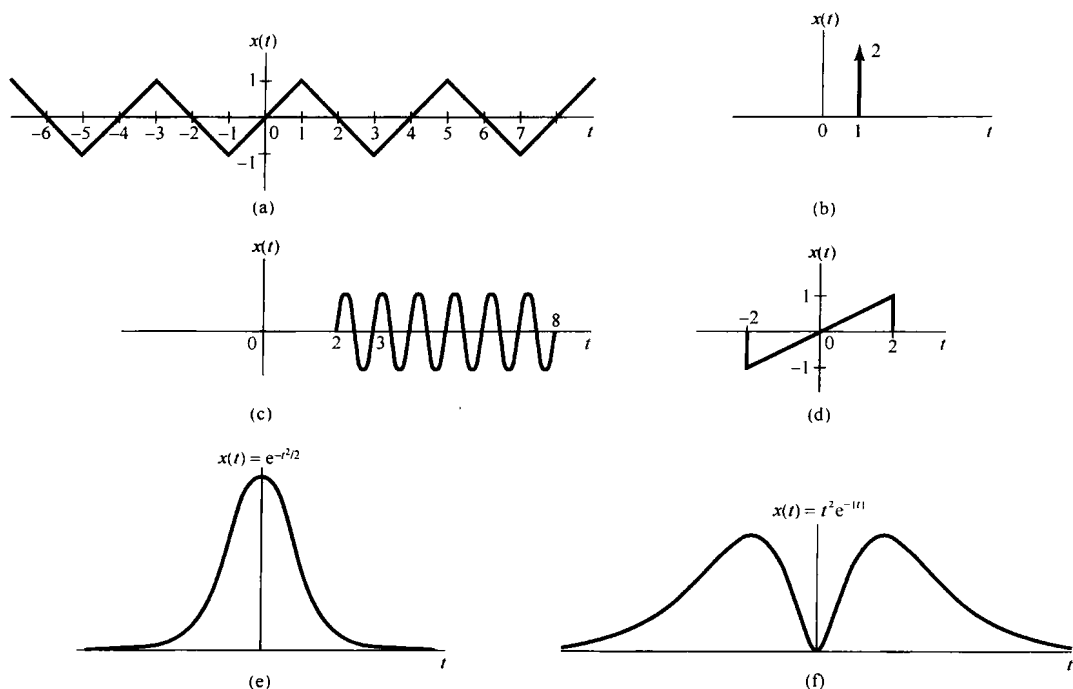 x(t)
1
-6 -5 -4 -3 -2 -1 0 1 2 3 4 5 6 7 t
-1
(a)
x(t)
2
0 1 t
(b)
x(t)
0 2 3 8 t
(c)
x(t)
1
-2 0 2 t
-1
(d)
x(t) = e^{-t^2/2}
t
(e)
x(t) = t^2 e^{-|t|}
t
(f)